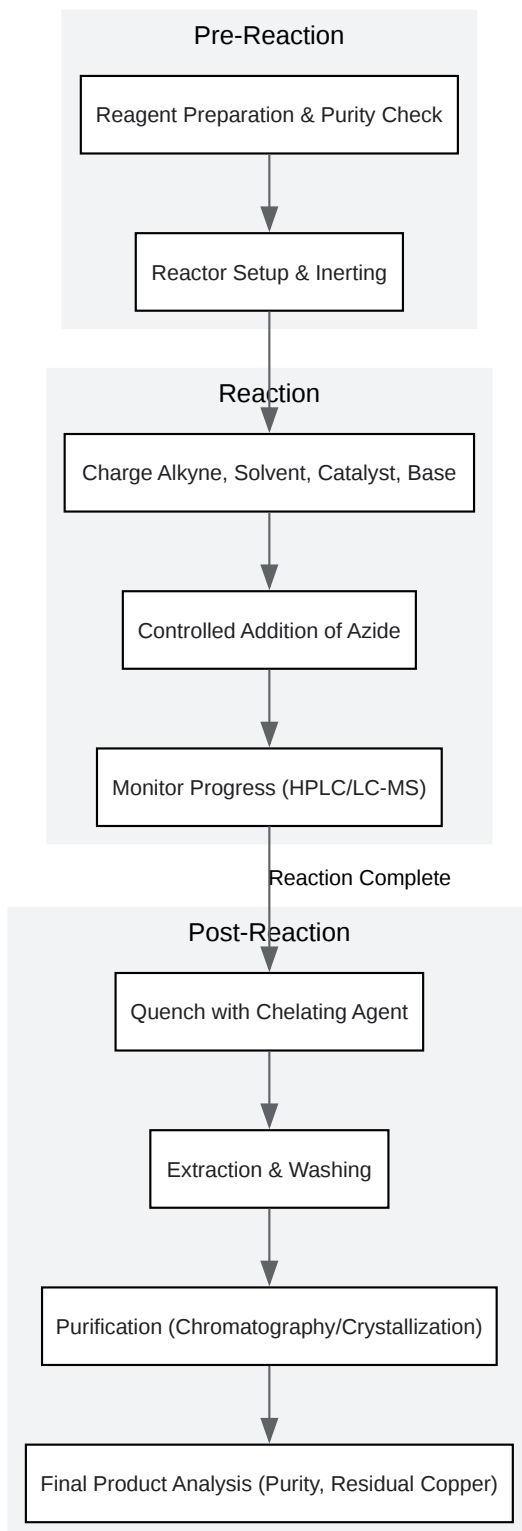 Pre-Reaction
Reagent Preparation & Purity Check
Reactor Setup & Inerting
Reaction
Charge Alkyne, Solvent, Catalyst, Base
Controlled Addition of Azide
Monitor Progress (HPLC/LC-MS)
Reaction Complete
Post-Reaction
Quench with Chelating Agent
Extraction & Washing
Purification (Chromatography/Crystallization)
Final Product Analysis (Purity, Residual Copper)